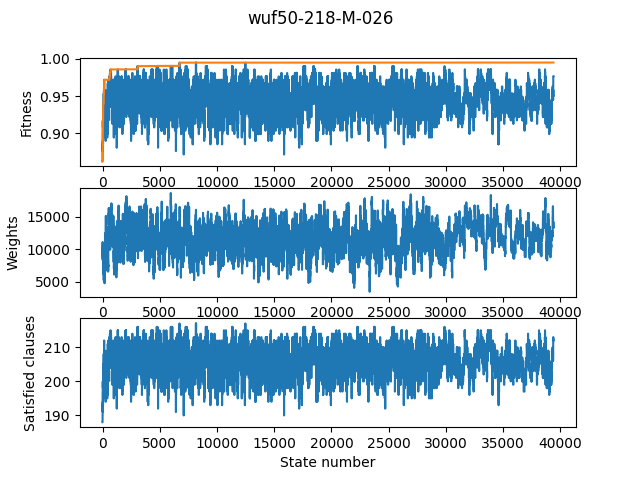 wuf50-218-M-026
1.00
0.95
0.90
Fitness
0 5000 10000 15000 20000 25000 30000 35000 40000
15000
10000
5000
Weights
0 5000 10000 15000 20000 25000 30000 35000 40000
210
200
190
Satisfied clauses
0 5000 10000 15000 20000 25000 30000 35000 40000
State number